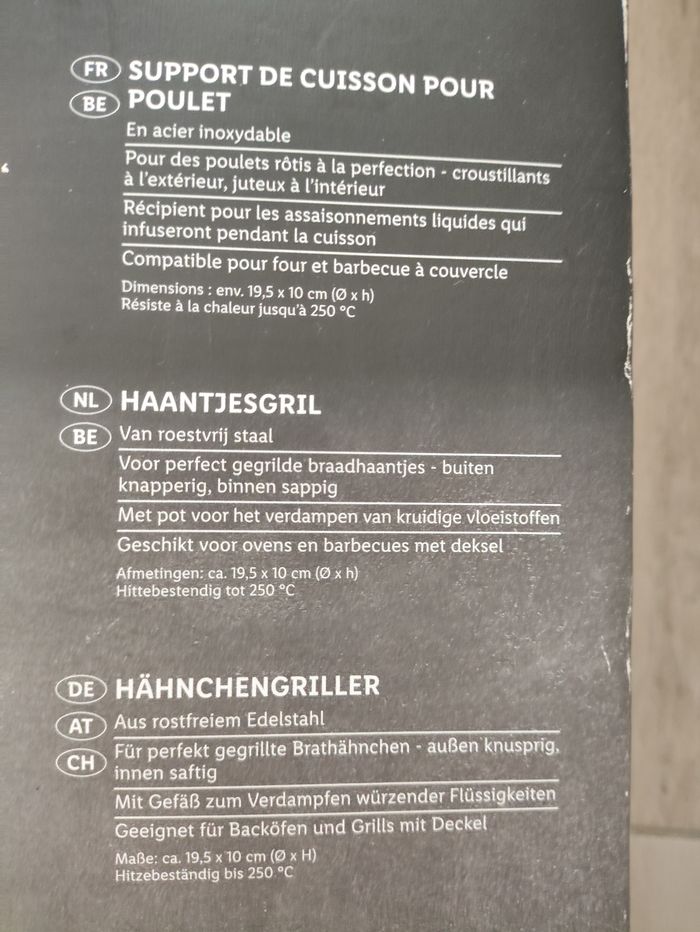 FR SUPPORT DE CUISSON POUR
BE POULET
En acier inoxydable
Pour des poulets rôtis à la perfection - croustillants
à l'extérieur, juteux à l'intérieur
Récipient pour les assaisonnements liquides qui
infuseront pendant la cuisson
Compatible pour four et barbecue à couvercle
Dimensions : env. 19,5 x 10 cm (Ø x h)
Résiste à la chaleur jusqu'à 250 °C
NL HAANTJESGRIL
BE Van roestvrij staal
Voor perfect gegrilde braadhaantjes - buiten
knapperig, binnen sappig
Met pot voor het verdampen van kruidige vloeistoffen
Geschikt voor ovens en barbecues met deksel
Afmetingen: ca. 19,5 x 10 cm (Ø x h)
Hittebestendig tot 250 °C
DE HÄHNCHENGRILLER
AT Aus rostfreiem Edelstahl
CH Für perfekt gegrillte Brathähnchen - außen knusprig,
innen saftig
Mit Gefäß zum Verdampfen würzender Flüssigkeiten
Geeignet für Backöfen und Grills mit Deckel
Maße: ca. 19,5 x 10 cm (Ø x H)
Hitzebeständig bis 250 °C